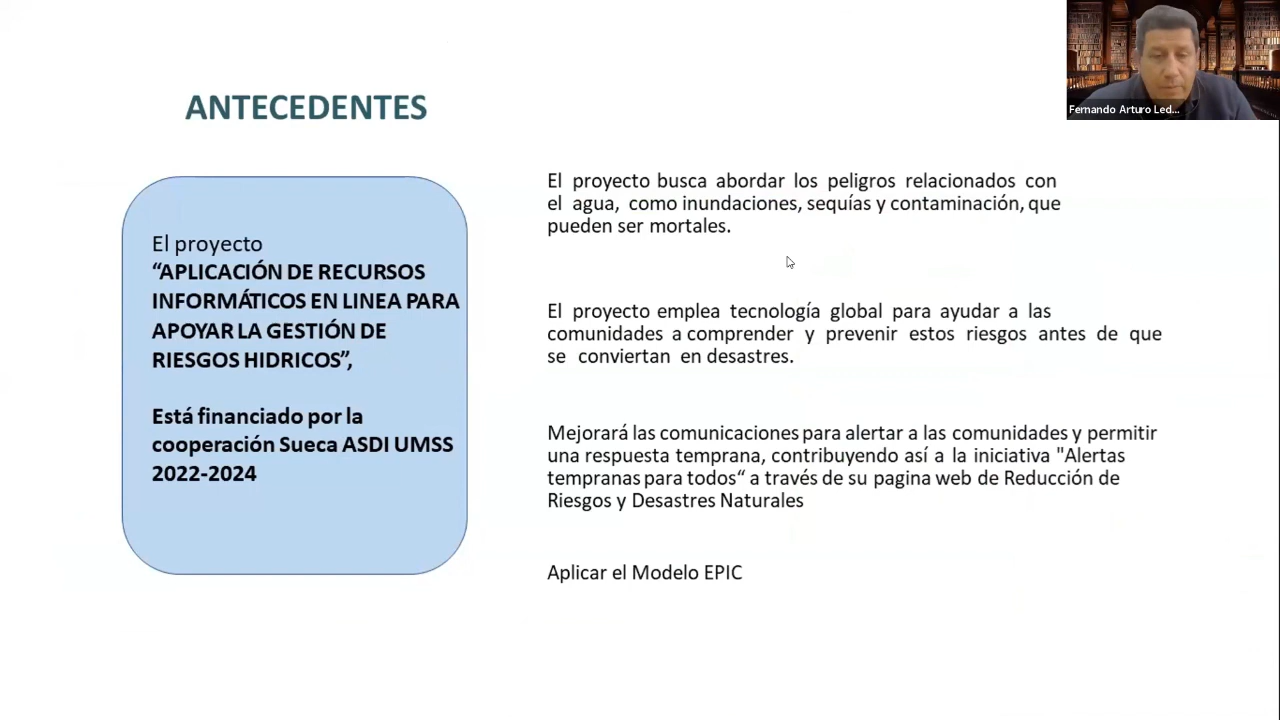 Fernando Arturo Led...
ANTECEDENTES
El proyecto
“APLICACIÓN DE RECURSOS
INFORMÁTICOS EN LINEA PARA
APOYAR LA GESTIÓN DE
RIESGOS HIDRICOS”,
Está financiado por la
cooperación Sueca ASDI UMSS
2022-2024
El proyecto busca abordar los peligros relacionados con
el agua, como inundaciones, sequías y contaminación, que
pueden ser mortales.
El proyecto emplea tecnología global para ayudar a las
comunidades a comprender y prevenir estos riesgos antes de que
se conviertan en desastres.
Mejorará las comunicaciones para alertar a las comunidades y permitir
una respuesta temprana, contribuyendo así a la iniciativa "Alertas
tempranas para todos“ a través de su pagina web de Reducción de
Riesgos y Desastres Naturales
Aplicar el Modelo EPIC